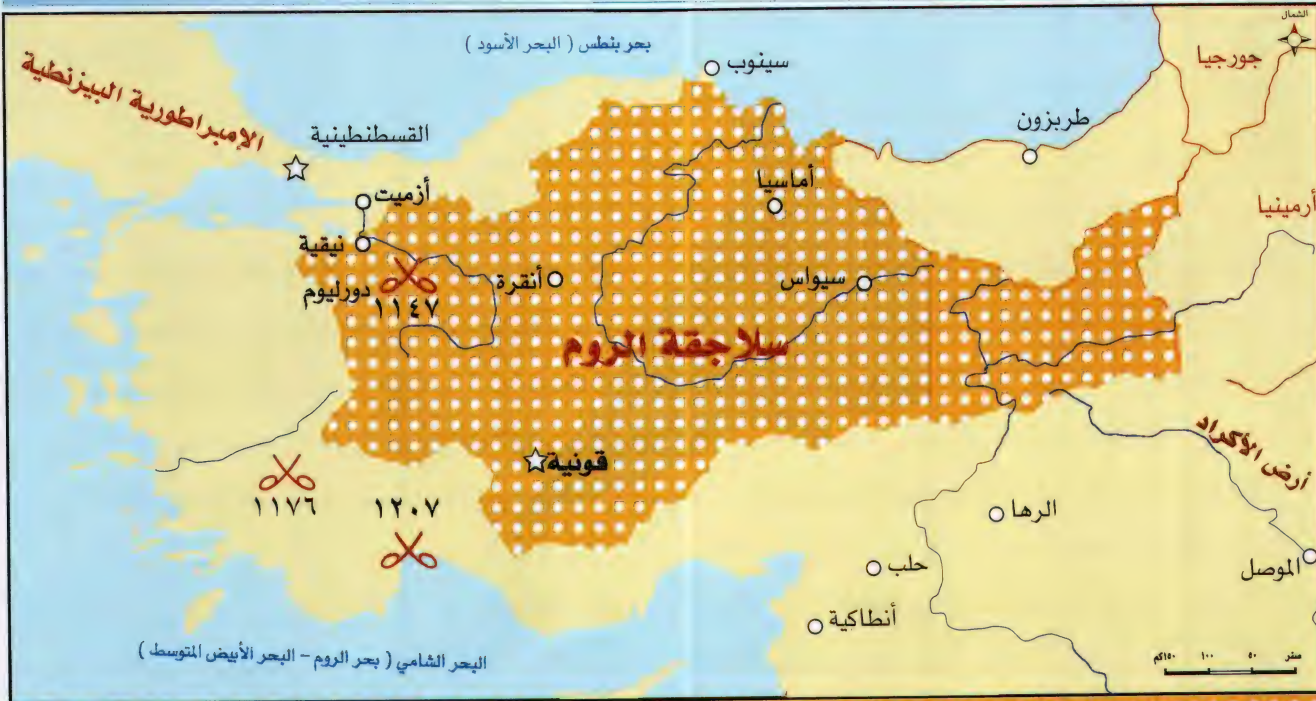 الشمال
بحر بنطس ( البحر الأسود )
سينوب
جورجيا
الإمبراطورية البيزنطية
القسطنطينية
طربزون
أزميت
أماسيا
أرمينيا
نيقية
دورليوم
١١٤٧
أنقرة
سيواس
سلاجقة الروم
قونية
أرض الأكراد
١١٧٦
١٢٠٧
الرها
حلب
الموصل
أنطاكية
البحر الشامي ( بحر الروم – البحر الأبيض المتوسط )
صفر ٥٠ ١٠٠ ١٥٠كم